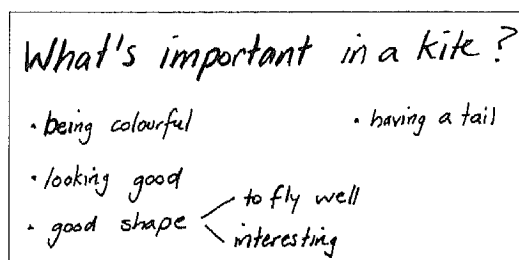 What's important in a kite?
· being colourful
· having a tail
· looking good
· good shape
to fly well
interesting